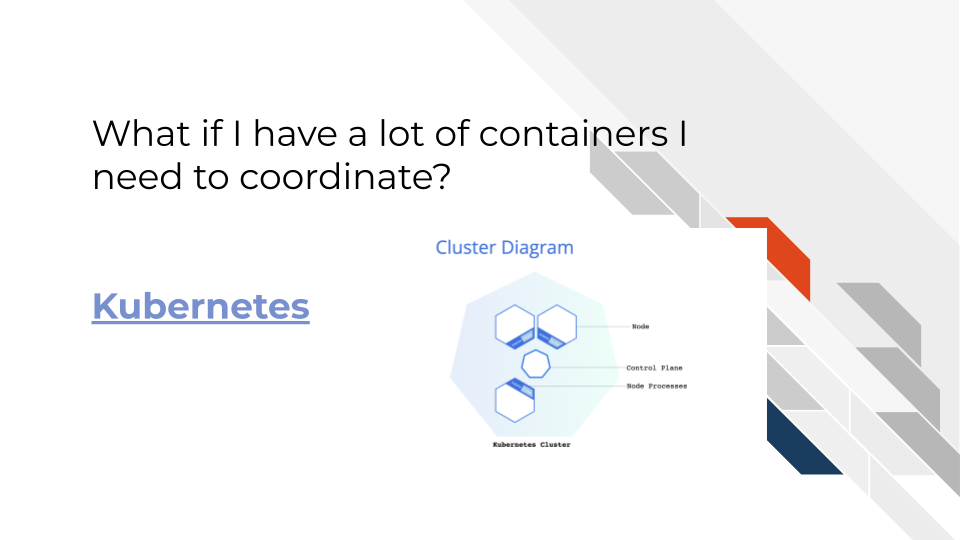 What if I have a lot of containers I
need to coordinate?
Kubernetes
Cluster Diagram
Node
Control Plane
Node Processes
Kubernetes Cluster